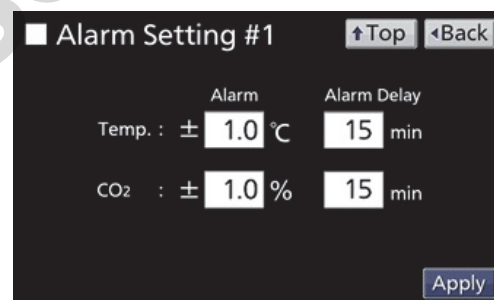 Alarm Setting #1 Top Back
Alarm Alarm Delay
Temp. : ± 1.0 ℃ 15 min
CO2 : ± 1.0 % 15 min
Apply